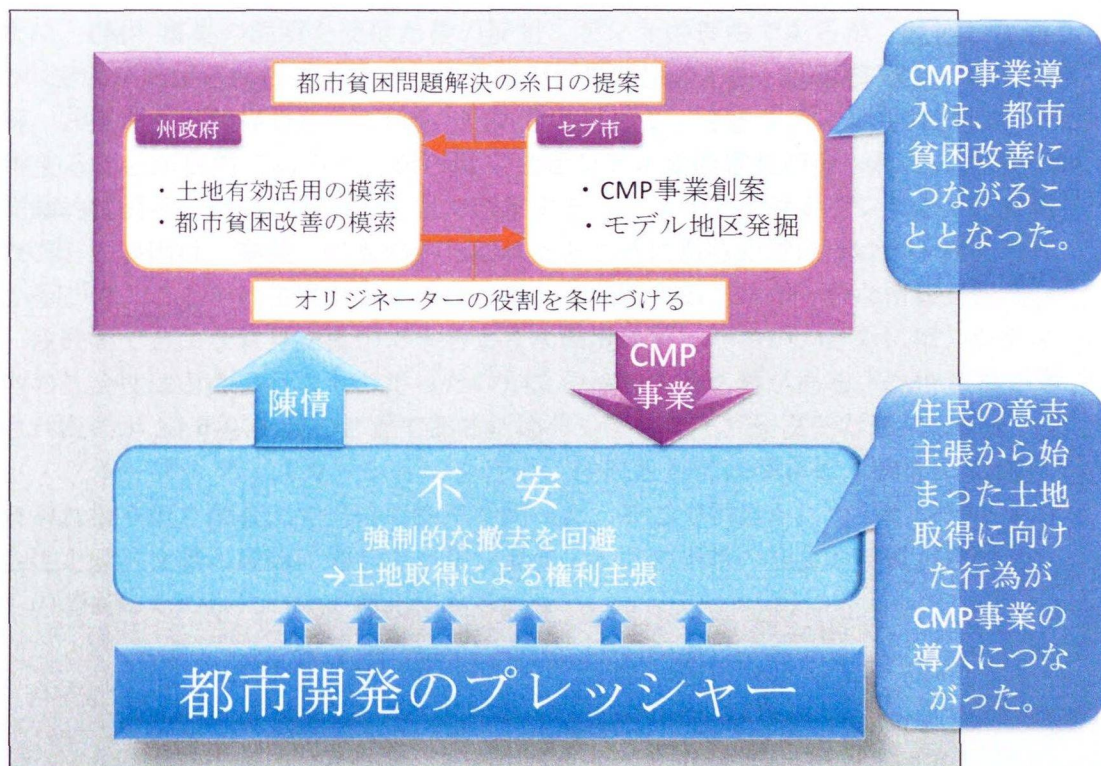 都市貧困問題解決の糸口の提案
州政府
・土地有効活用の模索
・都市貧困改善の模索
セブ市
・CMP事業創案
・モデル地区発掘
オリジネーターの役割を条件づける
CMP事業導
入は、都市
貧困改善に
つながるこ
ととなった。
陳情
CMP
事業
不 安
強制的な撤去を回避
→土地取得による権利主張
住民の意志
主張から始
まった土地
取得に向け
た行為が
CMP事業の
導入につな
がった。
都市開発のプレッシャー